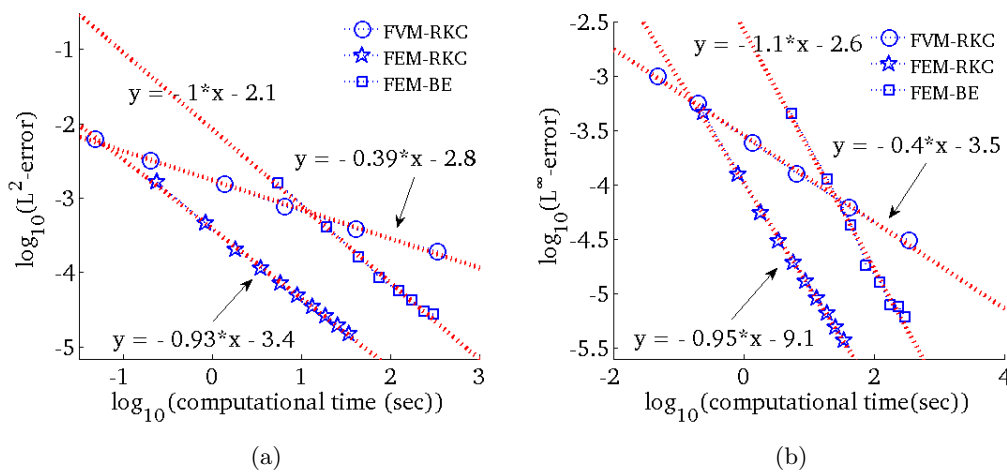 -1
-2
-3
-4
-5
log10(L2-error)
-1
0
1
2
3
log10(computational time (sec))
FVM-RKC
FEM-RKC
FEM-BE
y = - 1*x - 2.1
y = - 0.39*x - 2.8
y = - 0.93*x - 3.4
(a)
-2.5
-3
-3.5
-4
-4.5
-5
-5.5
log10(L∞-error)
-2
0
2
4
log10(computational time(sec))
y = - 1.1*x - 2.6
FVM-RKC
FEM-RKC
FEM-BE
y = - 0.4*x - 3.5
y = - 0.95*x - 9.1
(b)